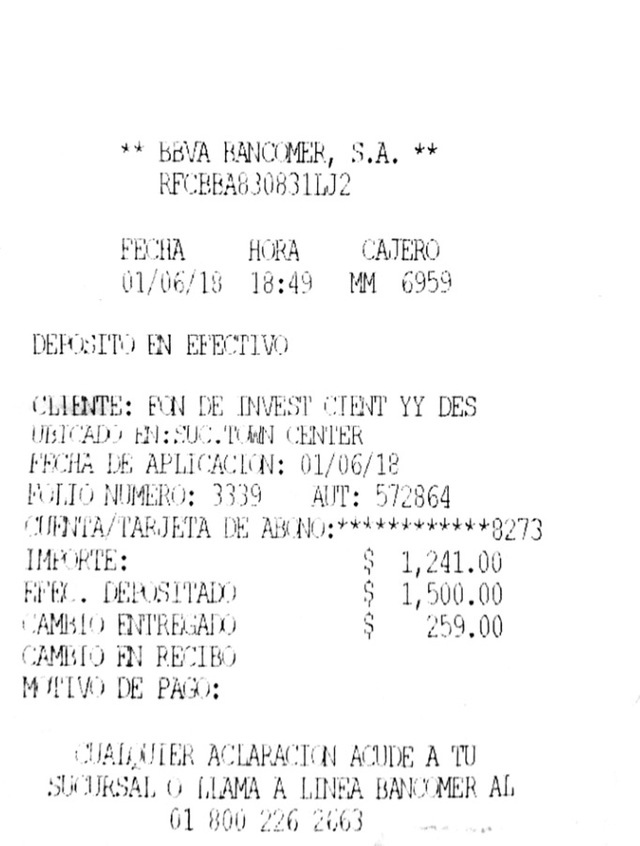 ** BBVA BANCOMER, S.A. **
RFCBBA830831LJ2
FECHA HORA CAJERO
01/06/18 18:49 MM 6959
DEPOSITO EN EFECTIVO
CLIENTE: FON DE INVEST CIENT YY DES
UBICADO EN:SUC.TOWN CENTER
FECHA DE APLICACION: 01/06/18
FOLIO NUMERO: 3339 AUT: 572864
CUENTA/TARJETA DE ABONO:************8273
IMPORTE: $ 1,241.00
EFEC. DEPOSITADO $ 1,500.00
CAMBIO ENTREGADO $ 259.00
CAMBIO EN RECIBO
MOTIVO DE PAGO:
CUALQUIER ACLARACION ACUDE A TU
SUCURSAL O LLAMA A LINEA BANCOMER AL
01 800 226 2663